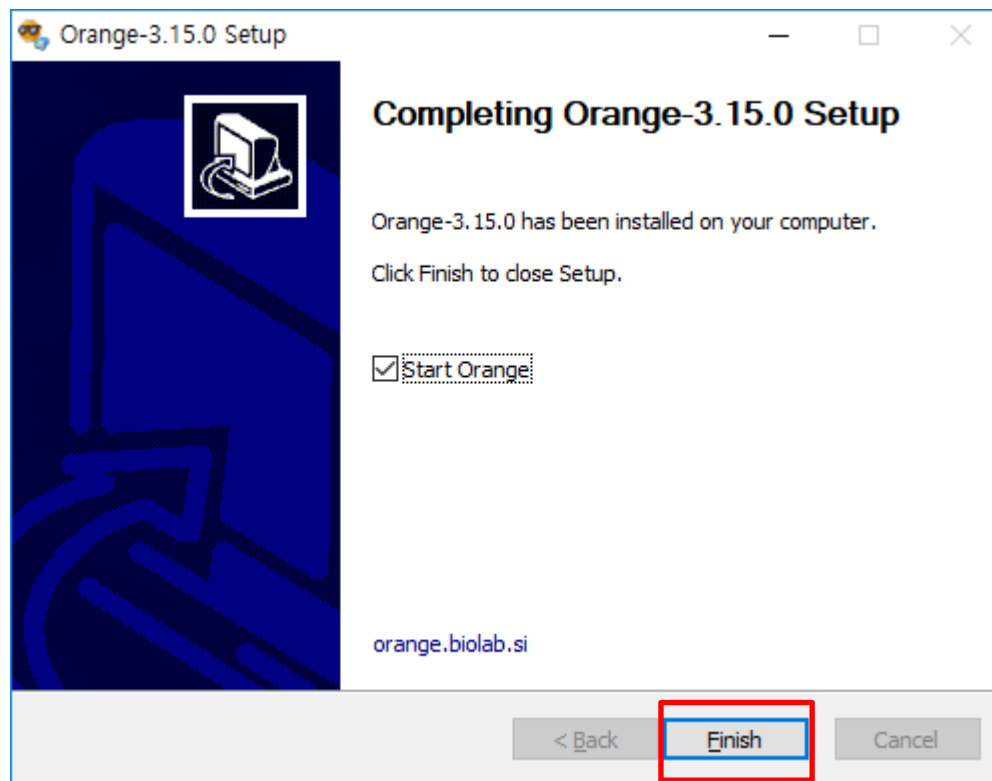 Orange-3.15.0 Setup
Completing Orange-3.15.0 Setup
Orange-3.15.0 has been installed on your computer.
Click Finish to close Setup.
Start Orange
orange.biolab.si
< Back Finish Cancel